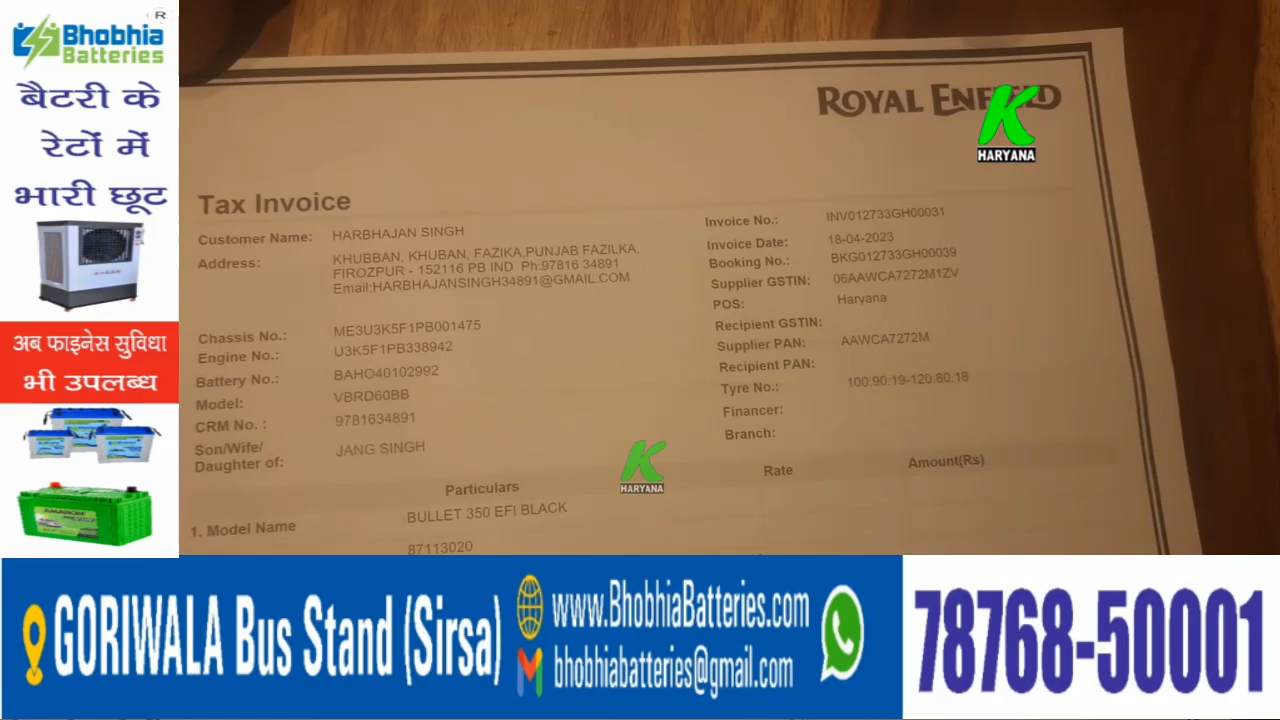 Bhobhia
Batteries
R
बैटरी के
रेटों में
भारी छूट
अब फाइनेस सुविधा
भी उपलब्ध
AMARON
ROYAL ENFIELD
K
HARYANA
Tax Invoice
Customer Name: HARBHAJAN SINGH
Address: KHUBBAN, KHUBAN, FAZIKA,PUNJAB FAZILKA,
FIROZPUR - 152116 PB IND Ph:97816 34891
Email:HARBHAJANSINGH34891@GMAIL.COM
Chassis No.: ME3U3K5F1PB001475
Engine No.: U3K5F1PB338942
Battery No.: BAHO40102992
Model: VBRD60BB
CRM No. : 9781634891
Son/Wife/
Daughter of: JANG SINGH
Invoice No.: INV012733GH00031
Invoice Date: 18-04-2023
Booking No.: BKG012733GH00039
Supplier GSTIN: 06AAWCA7272M1ZV
POS: Haryana
Recipient GSTIN:
Supplier PAN: AAWCA7272M
Recipient PAN:
Tyre No.: 100.90.19-120.80.18
Financer:
Branch:
K
HARYANA
Particulars Rate Amount(Rs)
1. Model Name BULLET 350 EFI BLACK
87113020
GORIWALA Bus Stand (Sirsa)
www.BhobhiaBatteries.com
bhobhiabatteries@gmail.com
78768-50001